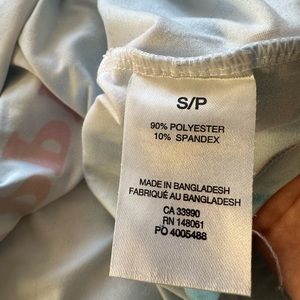 S/P
90% POLYESTER
10% SPANDEX
MADE IN BANGLADESH
FABRIQUÉ AU BANGLADESH
CA 33990
RN 148061
PO 4005488